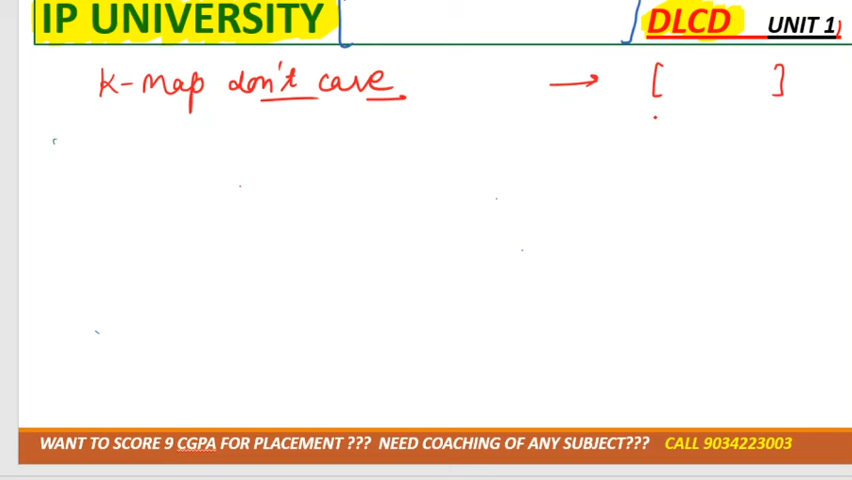 IP UNIVERSITY
DLCD UNIT 1)
K-map don't care → [ ]
WANT TO SCORE 9 CGPA FOR PLACEMENT ??? NEED COACHING OF ANY SUBJECT??? CALL 9034223003